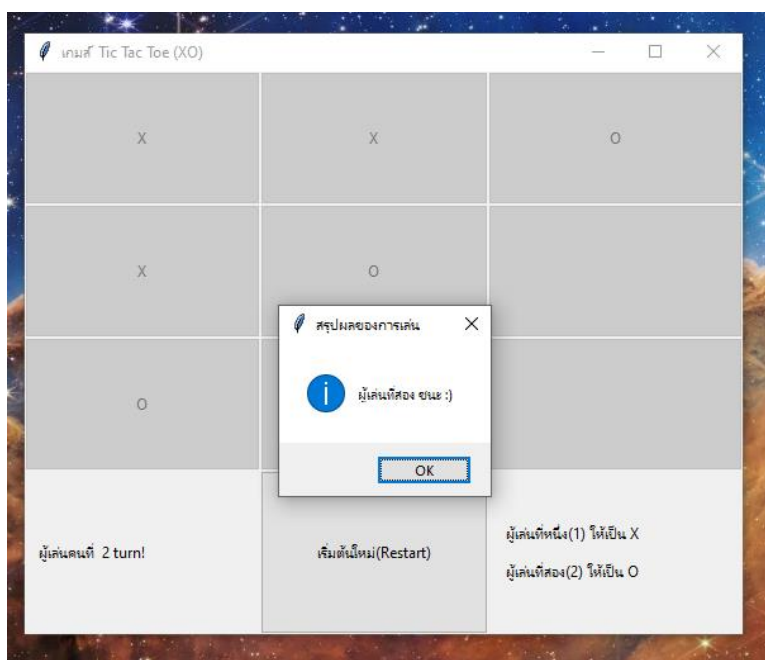 เกมส์ Tic Tac Toe (XO)
X X O
X O
สรุปผลของการเล่น
ผู้เล่นที่สอง ชนะ :)
O
OK
ผู้เล่นคนที่ 2 turn!
เริ่มต้นใหม่(Restart)
ผู้เล่นที่หนึ่ง(1) ให้เป็น X
ผู้เล่นที่สอง(2) ให้เป็น O